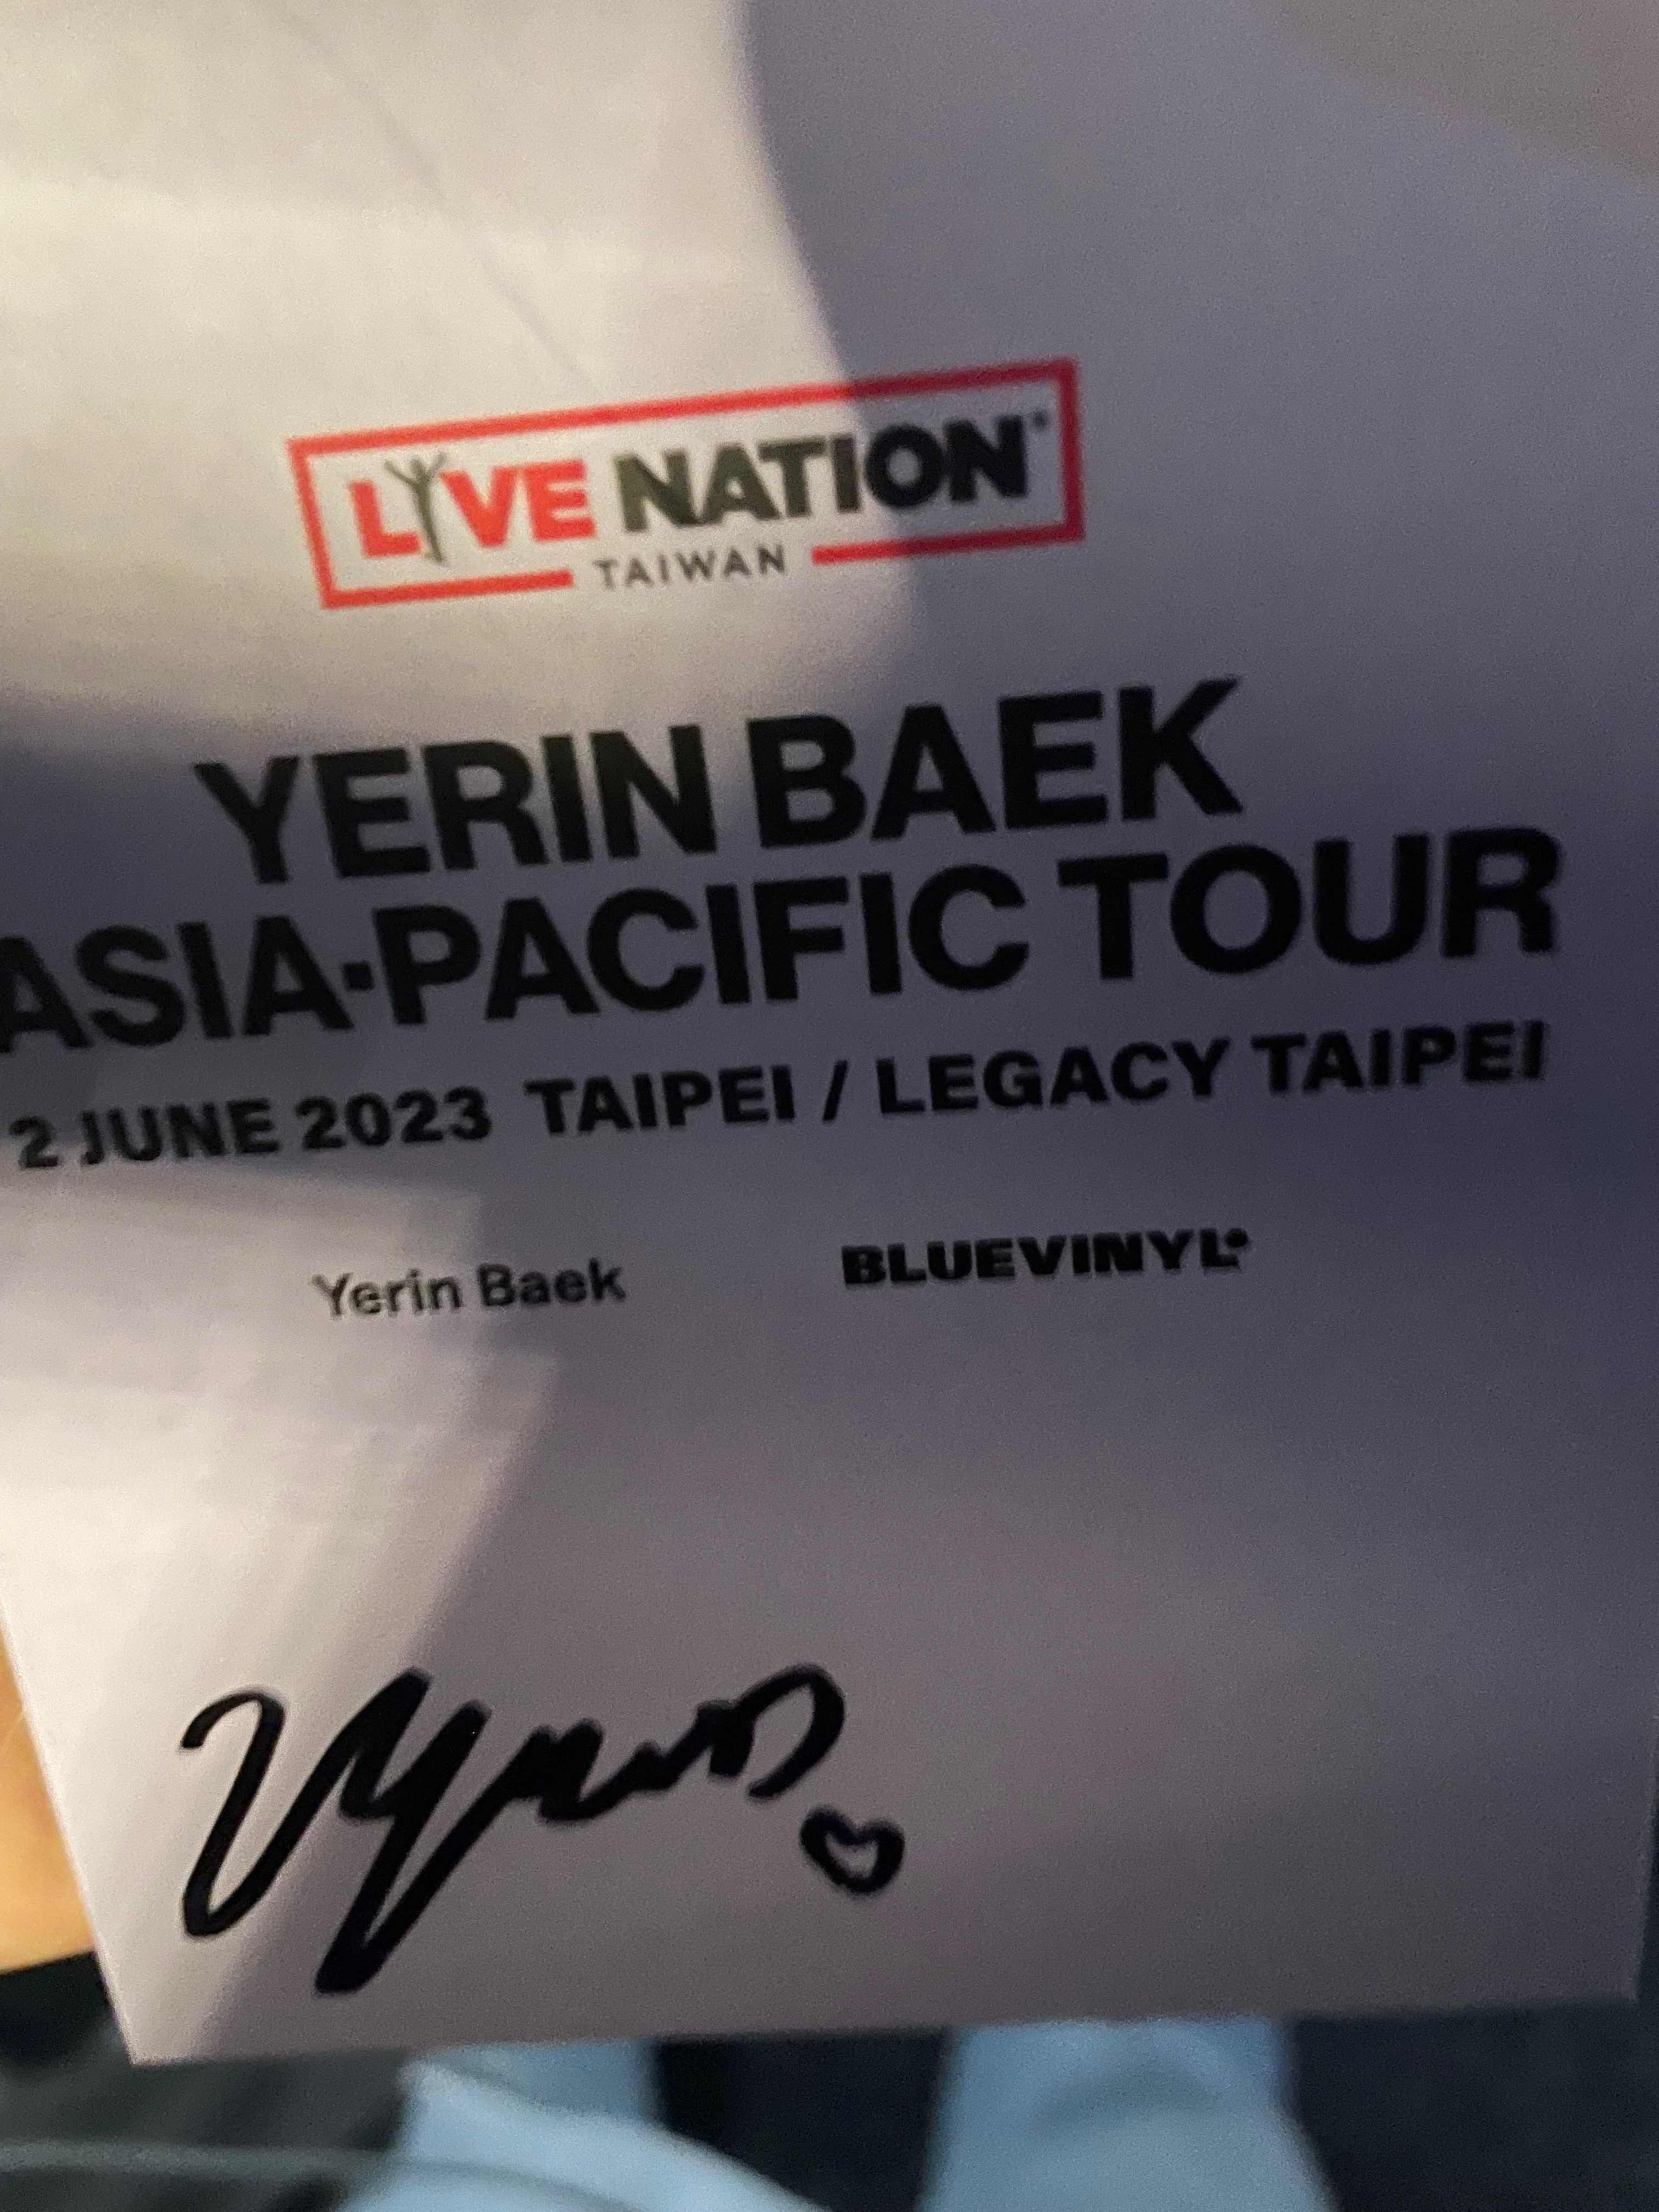 LIVE NATION
TAIWAN
YERIN BAEK
ASIA·PACIFIC TOUR
2 JUNE 2023 TAIPEI / LEGACY TAIPEI
Yerin Baek BLUEVINYL